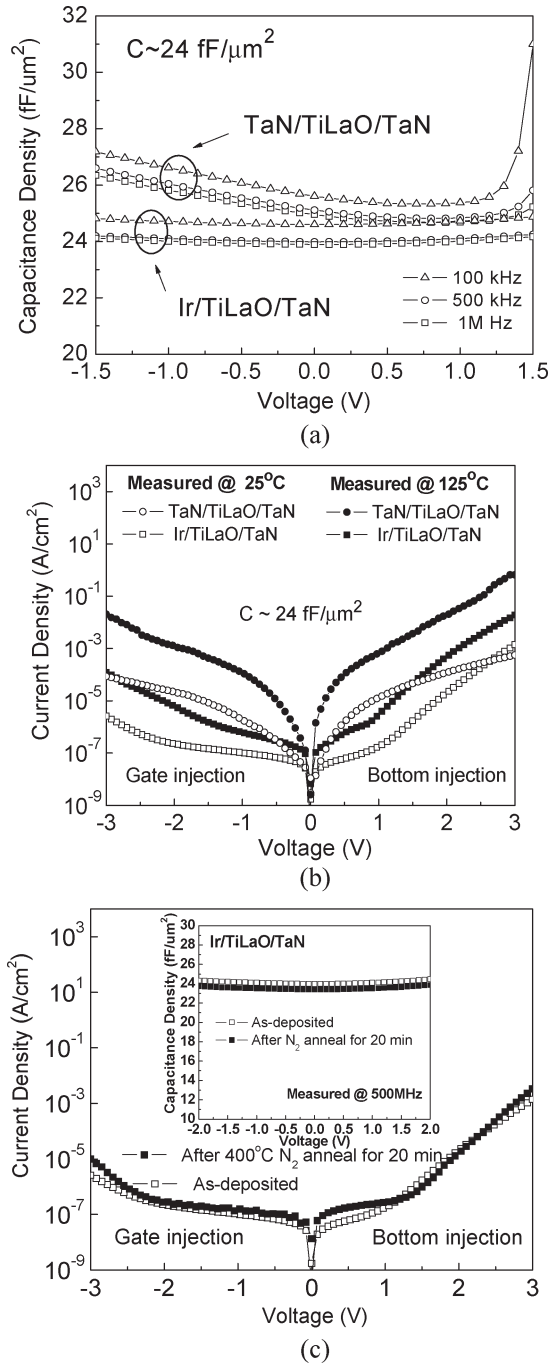 C~24 fF/μm²
TaN/TiLaO/TaN
Ir/TiLaO/TaN
100 kHz
500 kHz
1M Hz
Capacitance Density (fF/um²)
32
30
28
26
24
22
20
-1.5 -1.0 -0.5 0.0 0.5 1.0 1.5
Voltage (V)
(a)
Measured @ 25°C Measured @ 125°C
TaN/TiLaO/TaN TaN/TiLaO/TaN
Ir/TiLaO/TaN Ir/TiLaO/TaN
C ~ 24 fF/μm²
Gate injection Bottom injection
Current Density (A/cm²)
10³
10¹
10⁻¹
10⁻³
10⁻⁵
10⁻⁷
10⁻⁹
-3 -2 -1 0 1 2 3
Voltage (V)
(b)
Ir/TiLaO/TaN
As-deposited
After N₂ anneal for 20 min
Measured @ 500MHz
Capacitance Density (fF/um²)
30
28
26
24
22
20
18
16
14
12
10
-2.0 -1.5 -1.0 -0.5 0.0 0.5 1.0 1.5 2.0
Voltage (V)
After 400°C N₂ anneal for 20 min
As-deposited
Gate injection Bottom injection
Current Density (A/cm²)
10³
10¹
10⁻¹
10⁻³
10⁻⁵
10⁻⁷
10⁻⁹
-3 -2 -1 0 1 2 3
Voltage (V)
(c)